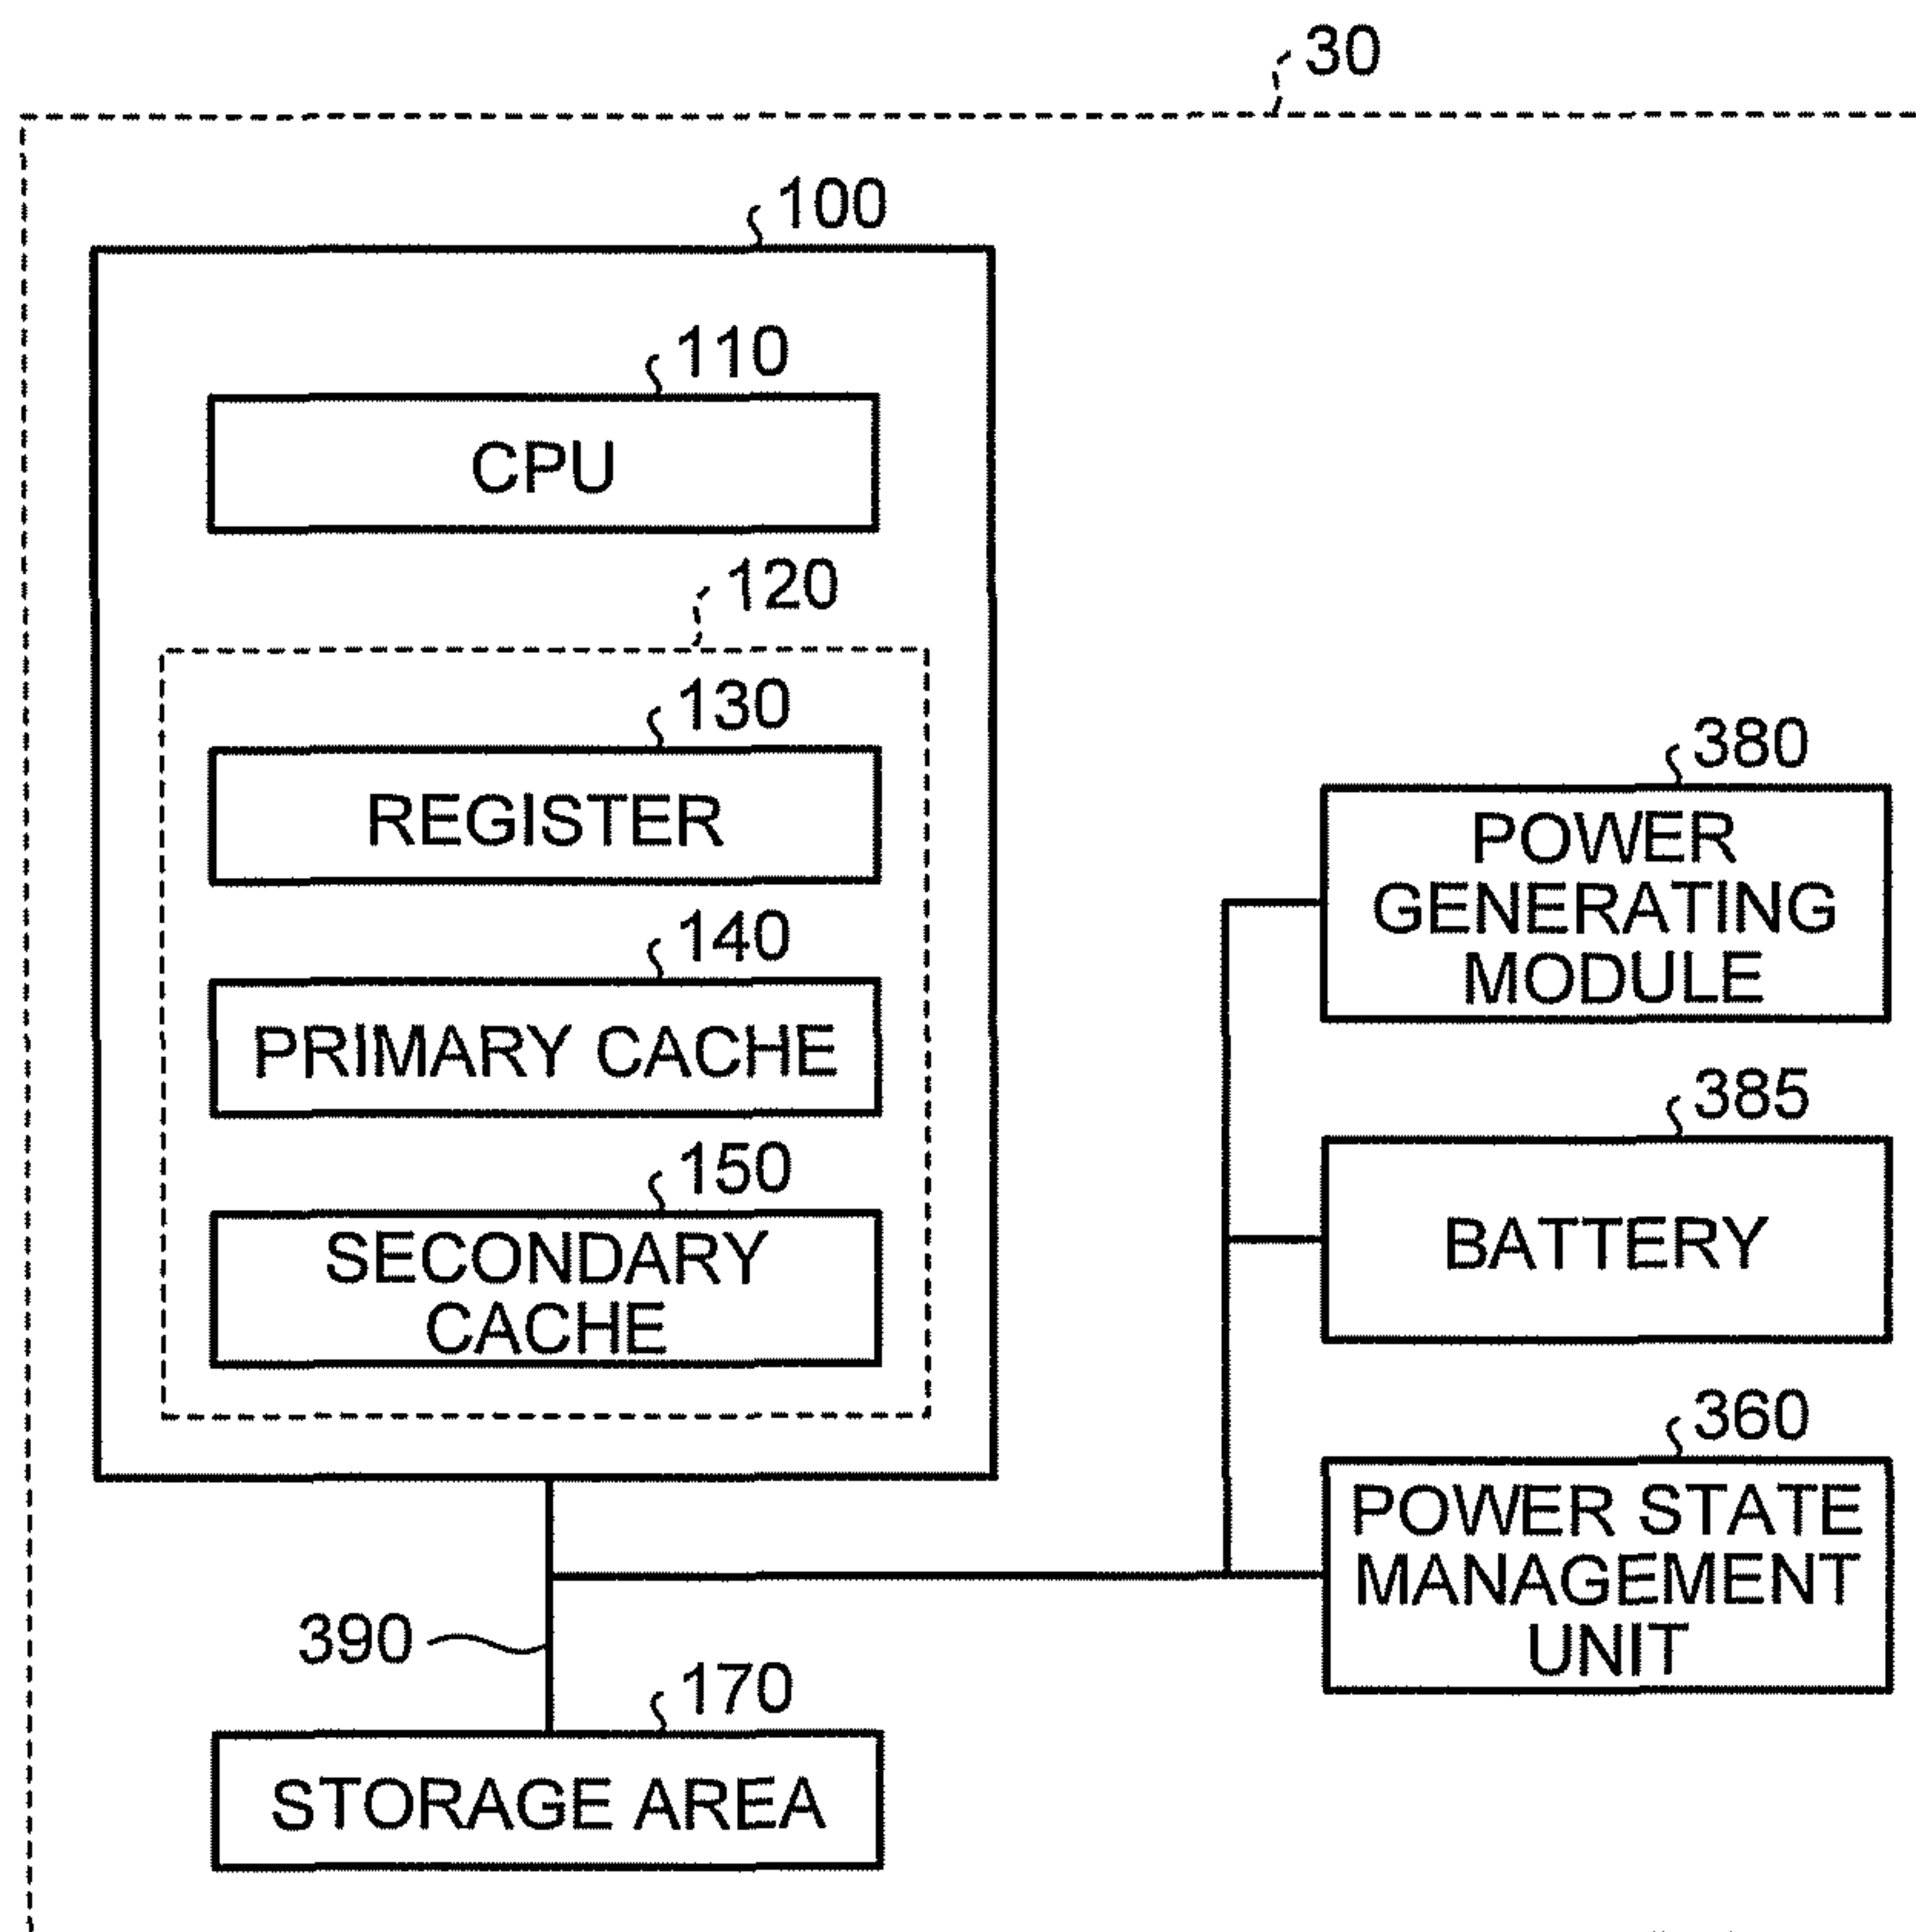 30
100
110
CPU
120
130
REGISTER
140
PRIMARY CACHE
150
SECONDARY
CACHE
380
POWER
GENERATING
MODULE
385
BATTERY
360
POWER STATE
MANAGEMENT
UNIT
390
170
STORAGE AREA